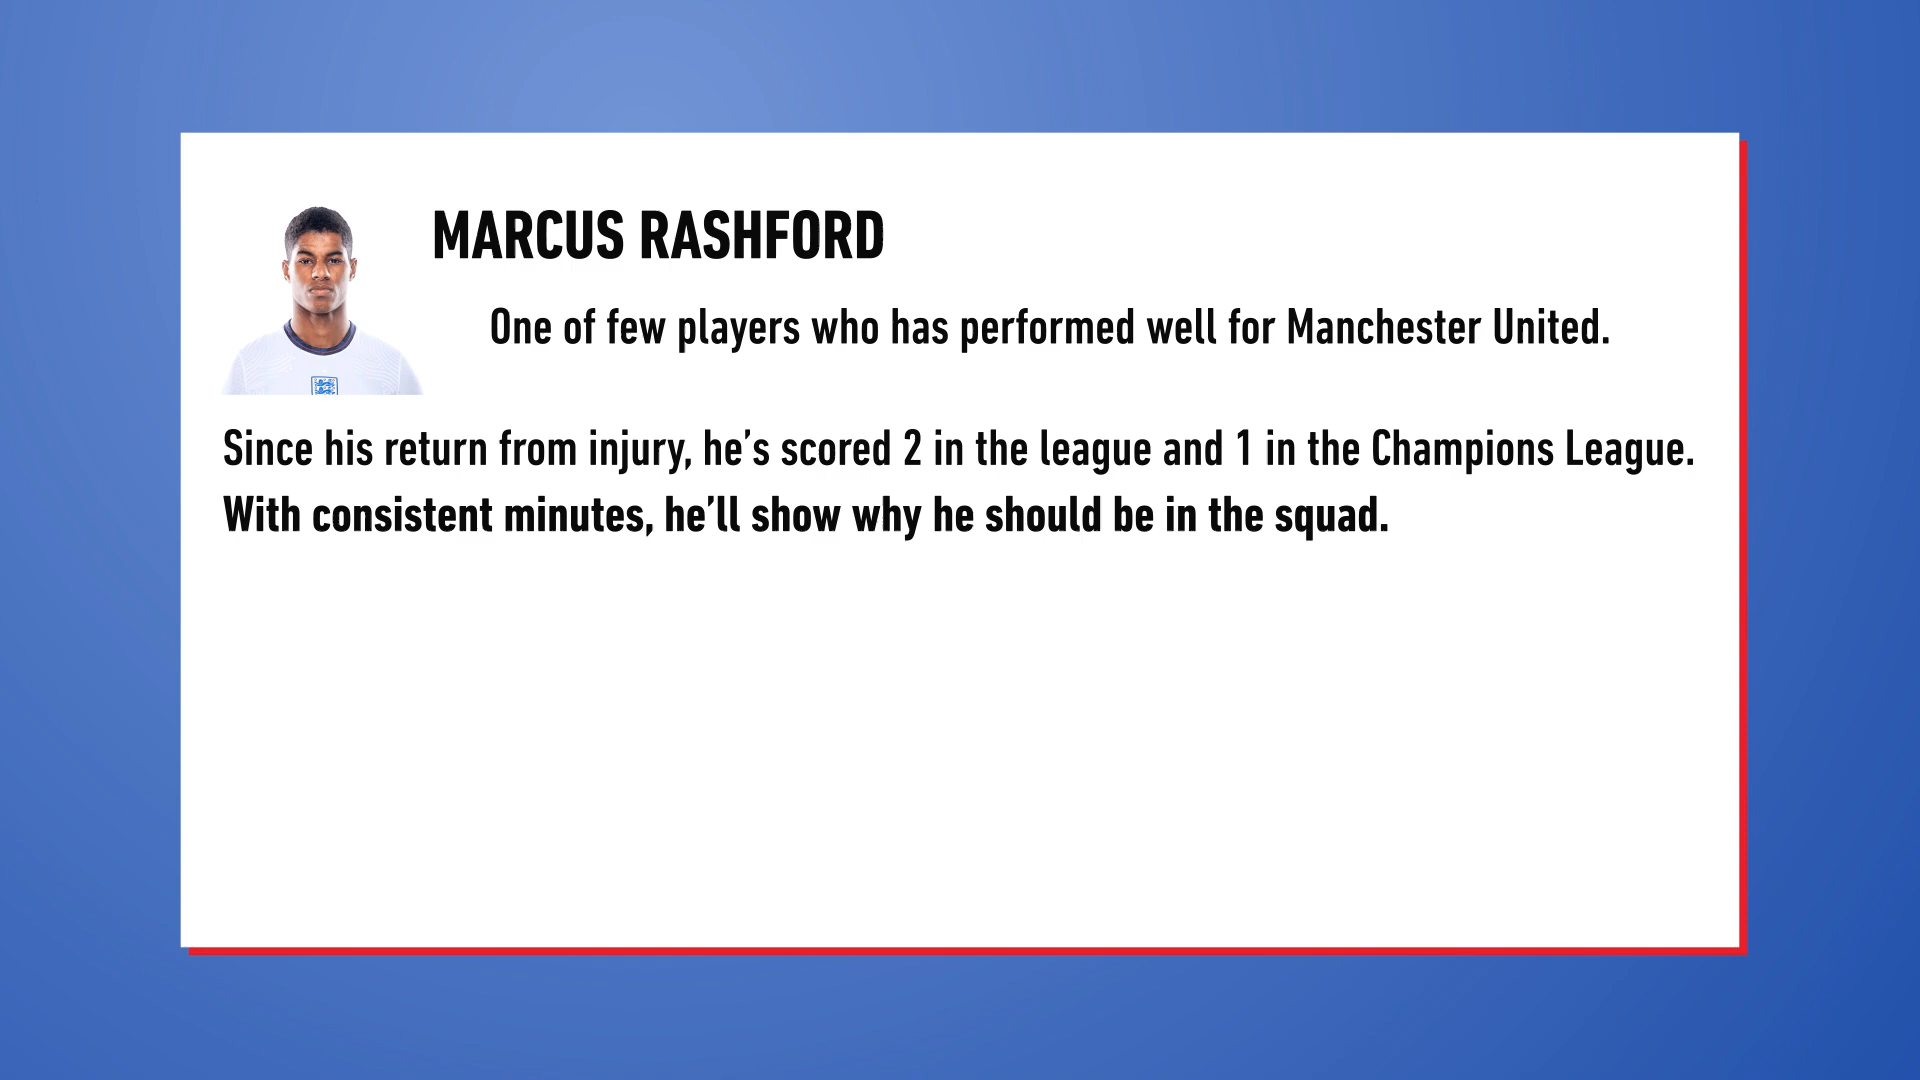 MARCUS RASHFORD
One of few players who has performed well for Manchester United.
Since his return from injury, he’s scored 2 in the league and 1 in the Champions League.
With consistent minutes, he’ll show why he should be in the squad.